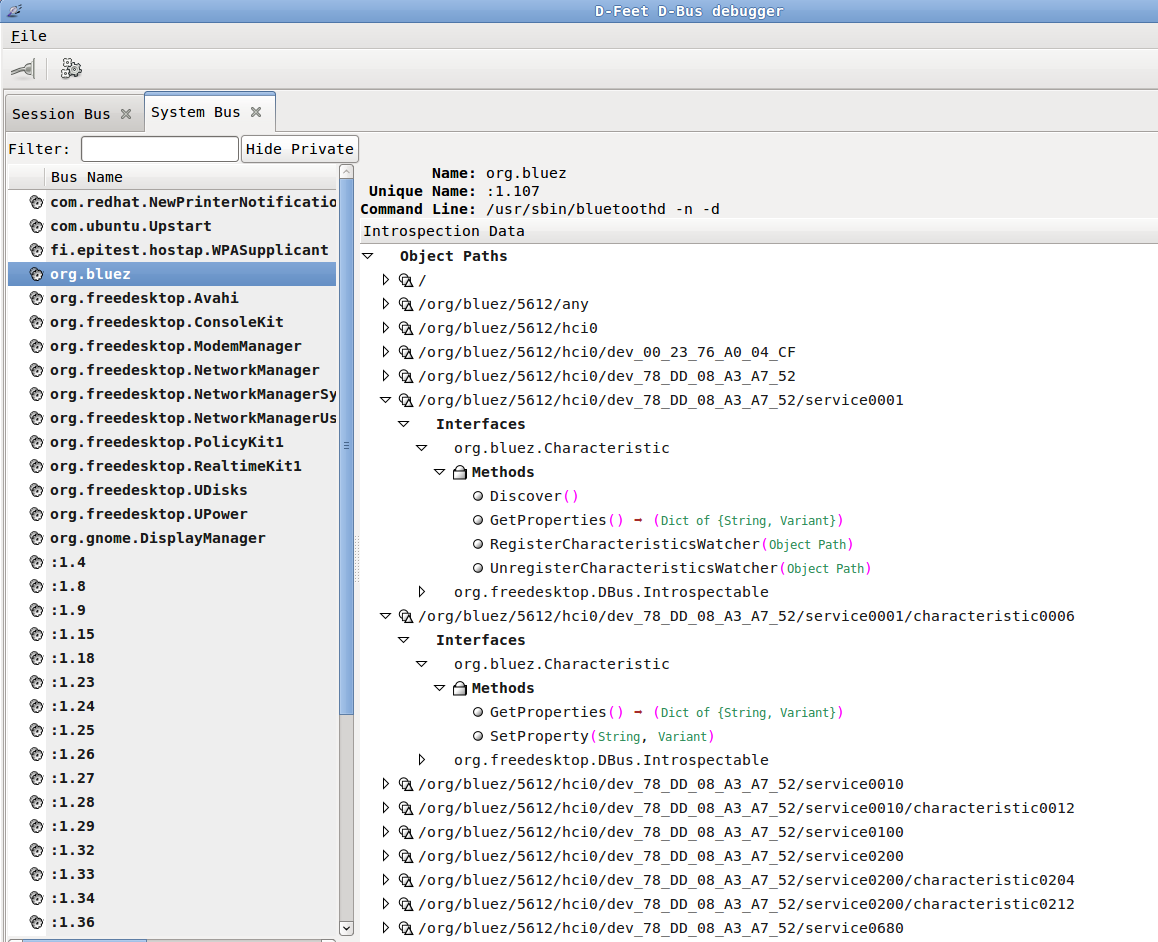 D-Feet D-Bus debugger
File
Session Bus
System Bus
Filter:
Hide Private
Bus Name
com.redhat.NewPrinterNotificatio
com.ubuntu.Upstart
fi.epitest.hostap.WPASupplicant
org.bluez
org.freedesktop.Avahi
org.freedesktop.ConsoleKit
org.freedesktop.ModemManager
org.freedesktop.NetworkManager
org.freedesktop.NetworkManagerSy
org.freedesktop.NetworkManagerUs
org.freedesktop.PolicyKit1
org.freedesktop.RealtimeKit1
org.freedesktop.UDisks
org.freedesktop.UPower
org.gnome.DisplayManager
:1.4
:1.8
:1.9
:1.15
:1.18
:1.23
:1.24
:1.25
:1.26
:1.27
:1.28
:1.29
:1.32
:1.33
:1.34
:1.36
Name: org.bluez
Unique Name: :1.107
Command Line: /usr/sbin/bluetoothd -n -d
Introspection Data
Object Paths
/
/org/bluez/5612/any
/org/bluez/5612/hci0
/org/bluez/5612/hci0/dev_00_23_76_A0_04_CF
/org/bluez/5612/hci0/dev_78_DD_08_A3_A7_52
/org/bluez/5612/hci0/dev_78_DD_08_A3_A7_52/service0001
Interfaces
org.bluez.Characteristic
Methods
Discover()
GetProperties() → (Dict of {String, Variant})
RegisterCharacteristicsWatcher(Object Path)
UnregisterCharacteristicsWatcher(Object Path)
org.freedesktop.DBus.Introspectable
/org/bluez/5612/hci0/dev_78_DD_08_A3_A7_52/service0001/characteristic0006
Interfaces
org.bluez.Characteristic
Methods
GetProperties() → (Dict of {String, Variant})
SetProperty(String, Variant)
org.freedesktop.DBus.Introspectable
/org/bluez/5612/hci0/dev_78_DD_08_A3_A7_52/service0010
/org/bluez/5612/hci0/dev_78_DD_08_A3_A7_52/service0010/characteristic0012
/org/bluez/5612/hci0/dev_78_DD_08_A3_A7_52/service0100
/org/bluez/5612/hci0/dev_78_DD_08_A3_A7_52/service0200
/org/bluez/5612/hci0/dev_78_DD_08_A3_A7_52/service0200/characteristic0204
/org/bluez/5612/hci0/dev_78_DD_08_A3_A7_52/service0200/characteristic0212
/org/bluez/5612/hci0/dev_78_DD_08_A3_A7_52/service0680